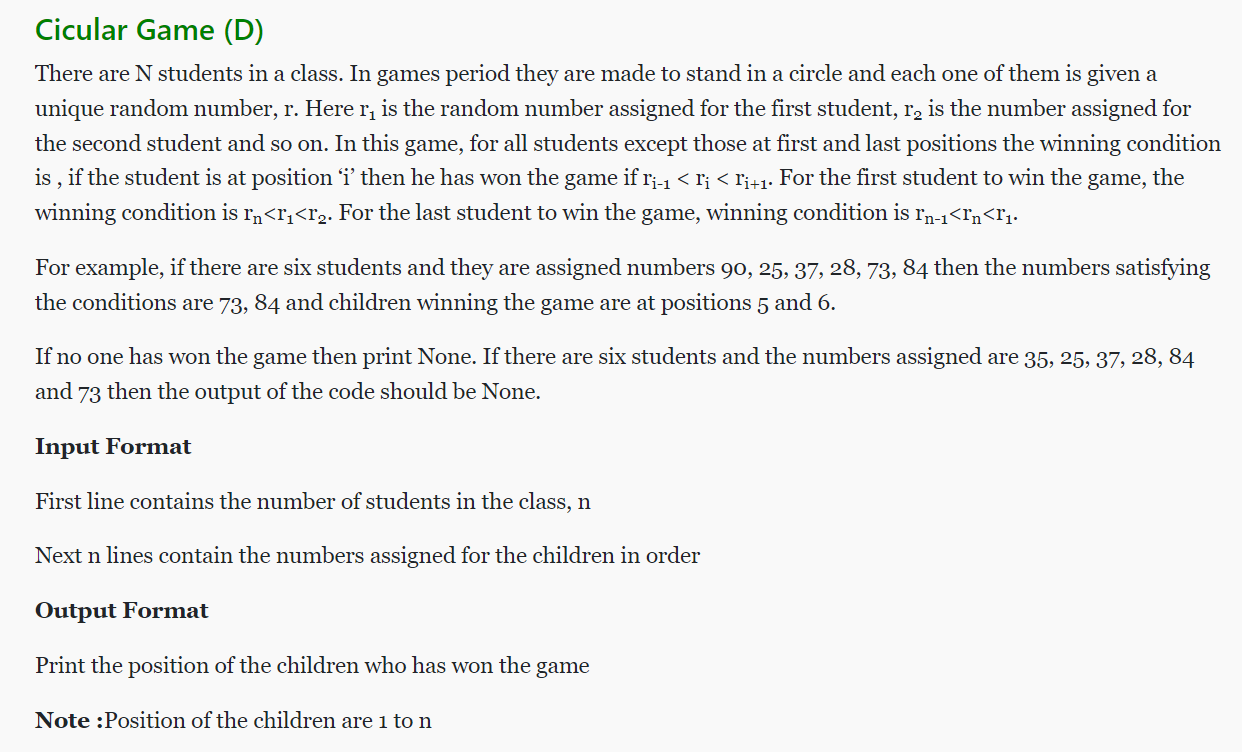 Cicular Game (D)
There are N students in a class. In games period they are made to stand in a circle and each one of them is given a
unique random number, r. Here r₁ is the random number assigned for the first student, r₂ is the number assigned for
the second student and so on. In this game, for all students except those at first and last positions the winning condition
is , if the student is at position ‘i’ then he has won the game if rᵢ₋₁ < rᵢ < rᵢ₊₁. For the first student to win the game, the
winning condition is rₙ<r₁<r₂. For the last student to win the game, winning condition is rₙ₋₁<rₙ<r₁.
For example, if there are six students and they are assigned numbers 90, 25, 37, 28, 73, 84 then the numbers satisfying
the conditions are 73, 84 and children winning the game are at positions 5 and 6.
If no one has won the game then print None. If there are six students and the numbers assigned are 35, 25, 37, 28, 84
and 73 then the output of the code should be None.
Input Format
First line contains the number of students in the class, n
Next n lines contain the numbers assigned for the children in order
Output Format
Print the position of the children who has won the game
Note :Position of the children are 1 to n